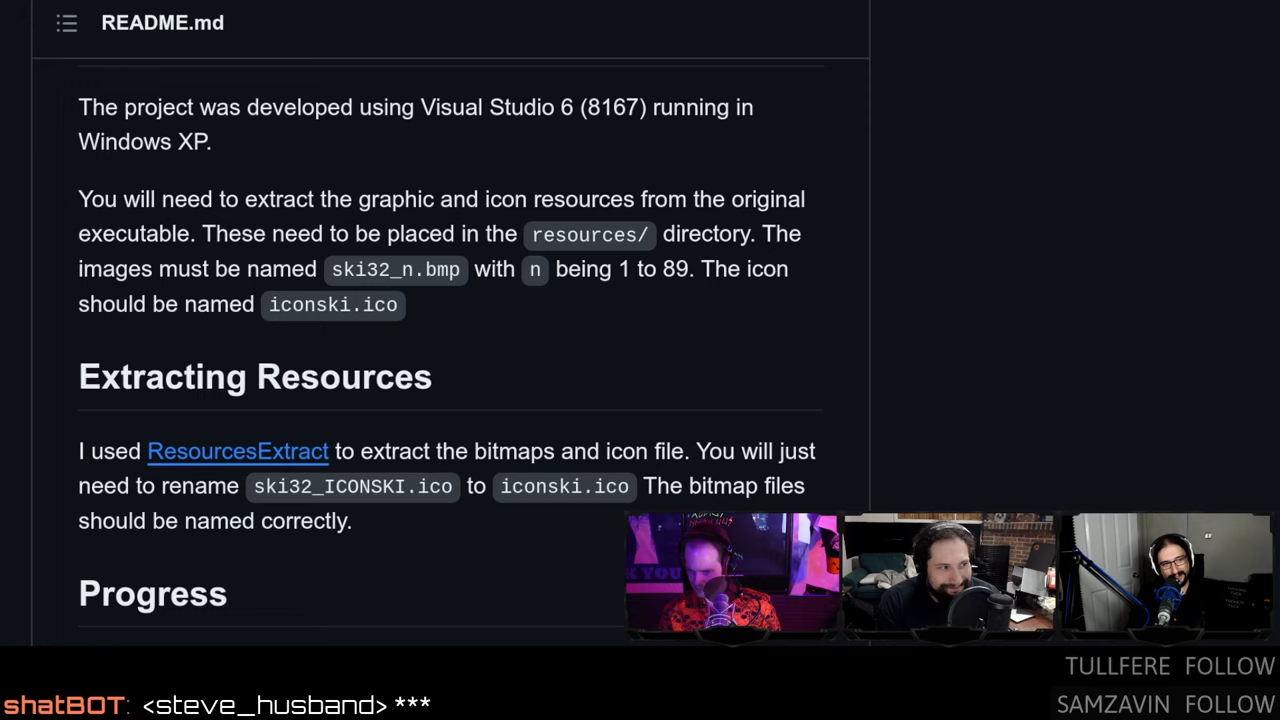 README.md
The project was developed using Visual Studio 6 (8167) running in
Windows XP.
You will need to extract the graphic and icon resources from the original
executable. These need to be placed in the resources/ directory. The
images must be named ski32_n.bmp with n being 1 to 89. The icon
should be named iconski.ico
Extracting Resources
I used ResourcesExtract to extract the bitmaps and icon file. You will just
need to rename ski32_ICONSKI.ico to iconski.ico The bitmap files
should be named correctly.
Progress
TULLFERE FOLLOW
SAMZAVIN FOLLOW
shatBOT: <steve_husband> ***